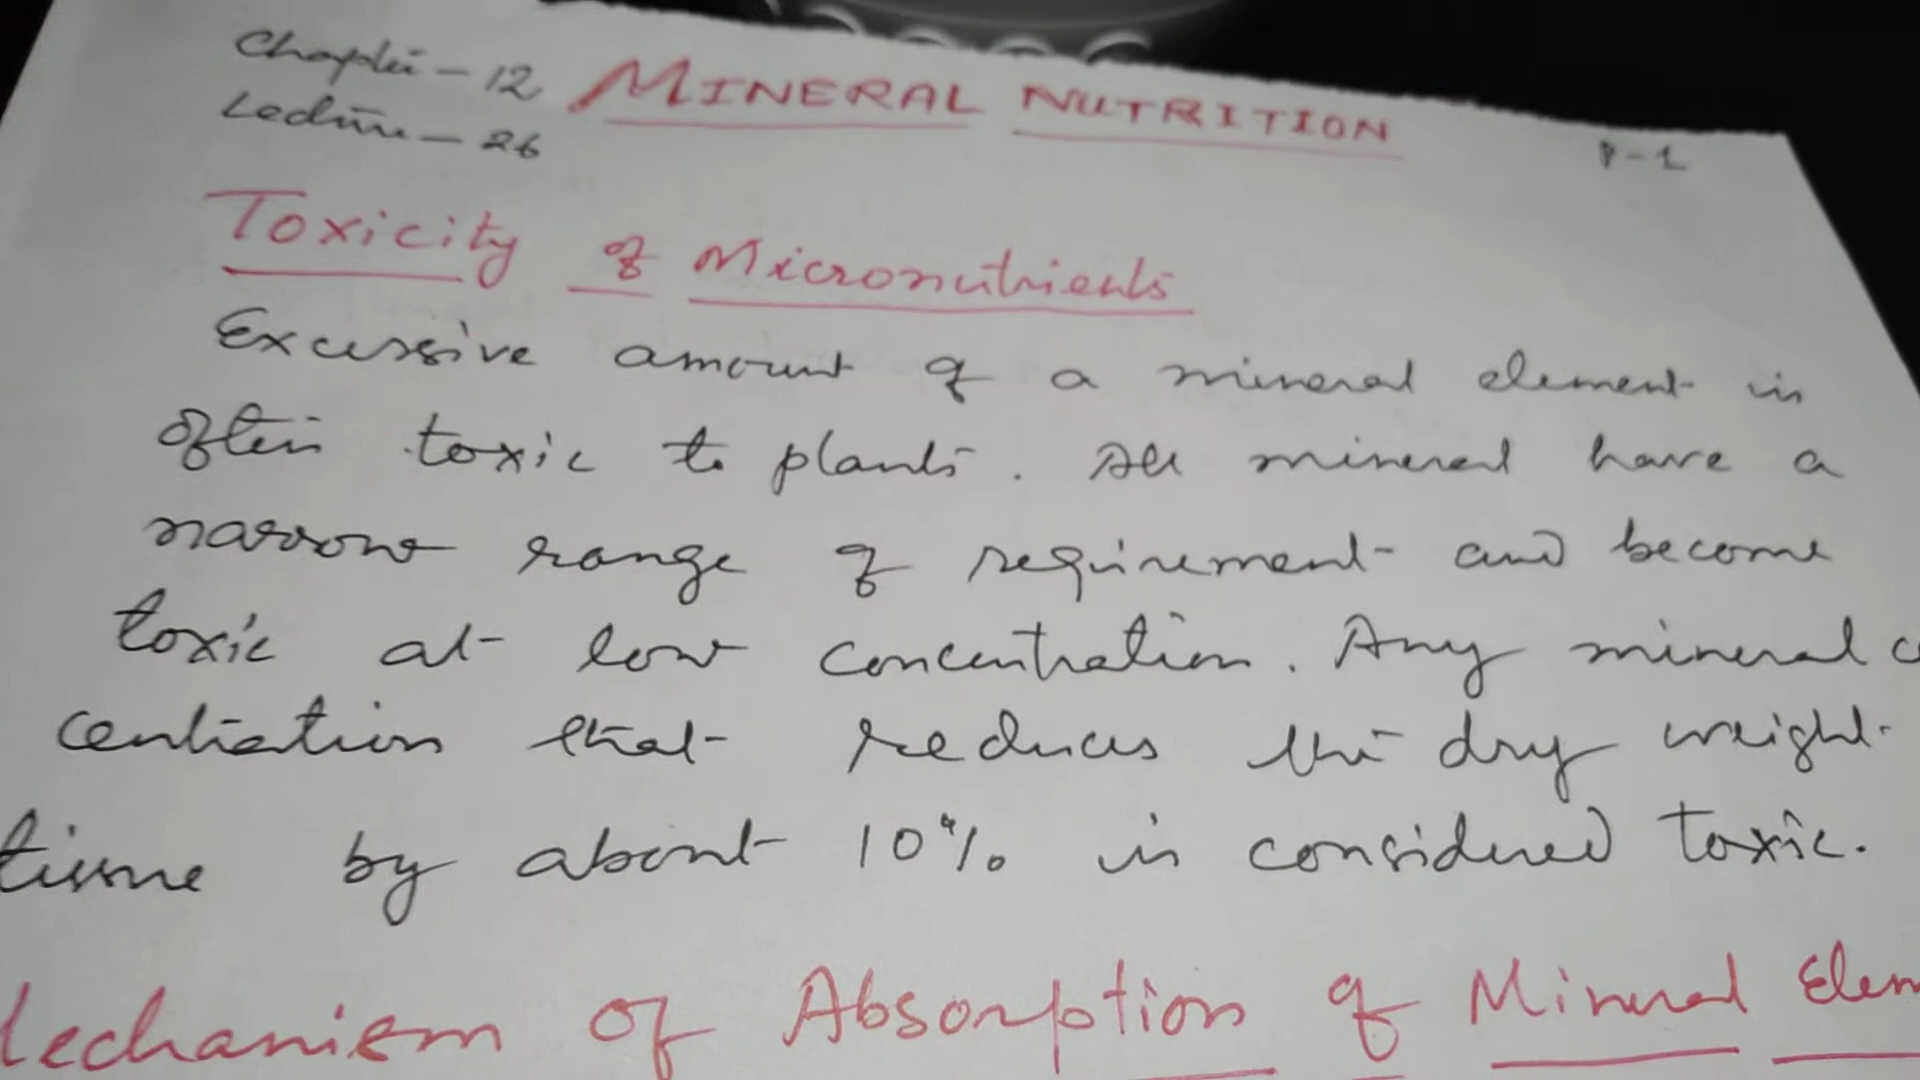 Chapter - 12 MINERAL NUTRITION
Lecture - 26
P-1
Toxicity of Micronutrients
Excessive amount of a mineral element is
often toxic to plants. All mineral have a
narrow range of requirement and become
toxic at low concentration. Any mineral c
centration that reduces the dry weight
tissue by about 10% is considered toxic.
Mechanism of Absorption of Mineral Elem